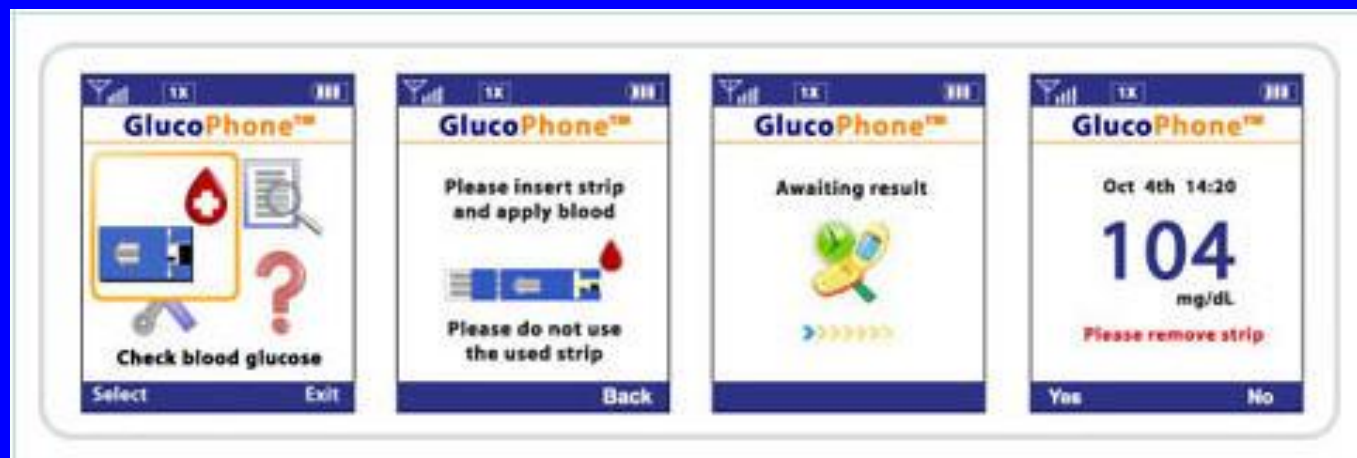 1X
GlucoPhone™
Check blood glucose
Select Exit
1X
GlucoPhone™
Please insert strip
and apply blood
Please do not use
the used strip
Back
1X
GlucoPhone™
Awaiting result
1X
GlucoPhone™
Oct 4th 14:20
104
mg/dL
Please remove strip
Yes No